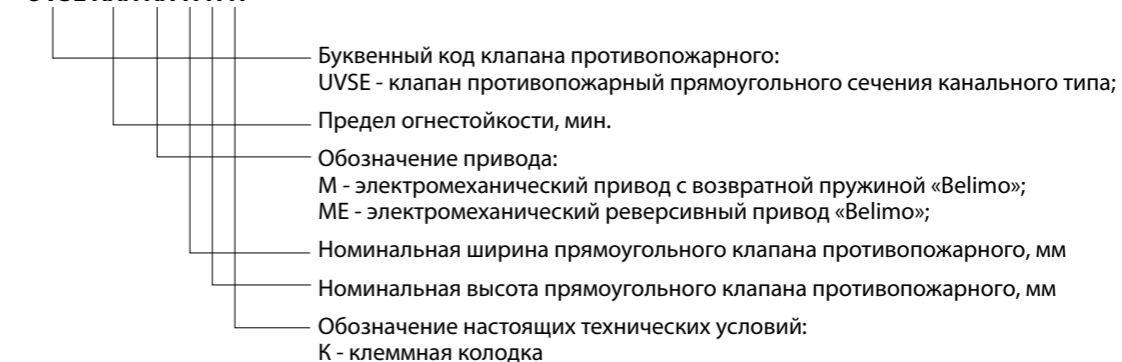 Буквенный код клапана противопожарного:
UVSE - клапан противопожарный прямоугольного сечения канального типа;
Предел огнестойкости, мин.
Обозначение привода:
М - электромеханический привод с возвратной пружиной «Belimo»;
МЕ - электромеханический реверсивный привод «Belimo»;
Номинальная ширина прямоугольного клапана противопожарного, мм
Номинальная высота прямоугольного клапана противопожарного, мм
Обозначение настоящих технических условий:
К - клеммная колодка